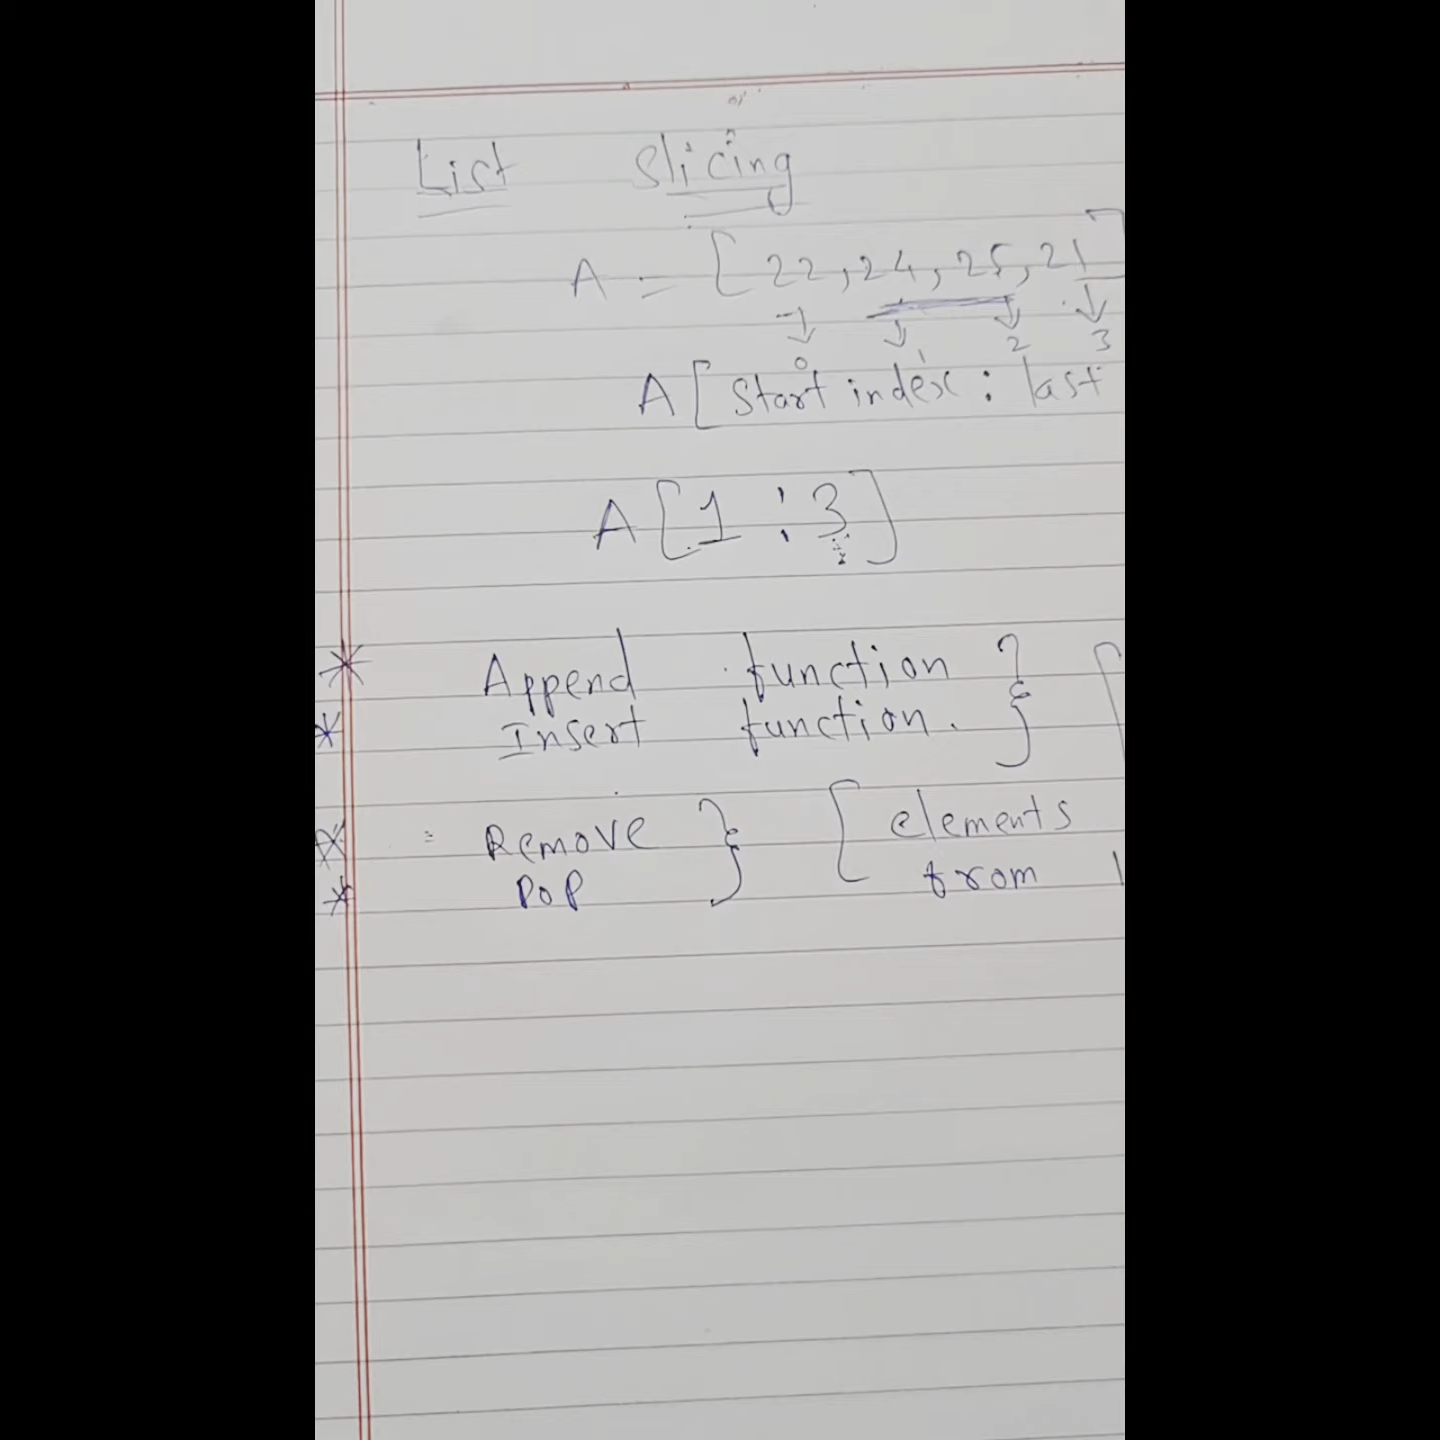 List Slicing
A = [22, 24, 25, 21]
0 1 2 3
A[Start index : last
A[1 : 3]
* Append function }
* Insert function. } [
* = Remove } [ elements
* POP } from